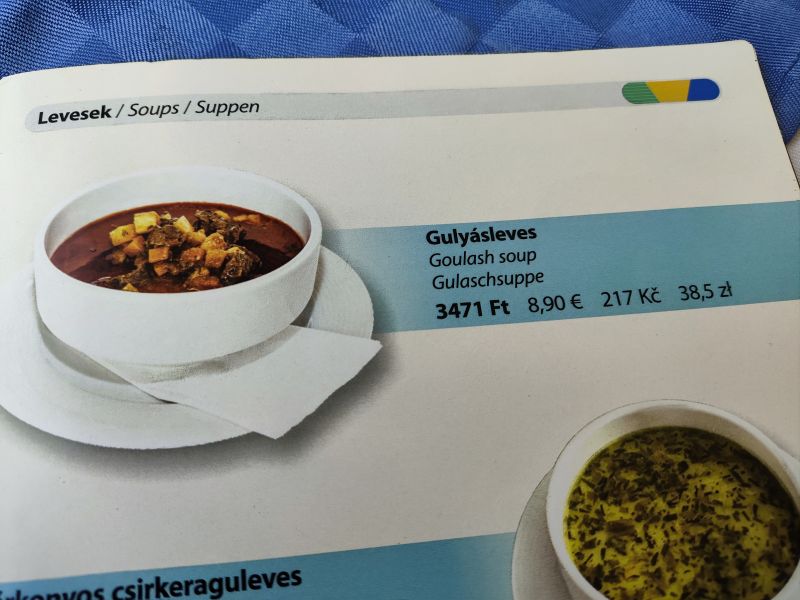 Levesek / Soups / Suppen
Gulyásleves
Goulash soup
Gulaschsuppe
3471 Ft 8,90 € 217 Kč 38,5 zł
csirkeraguleves